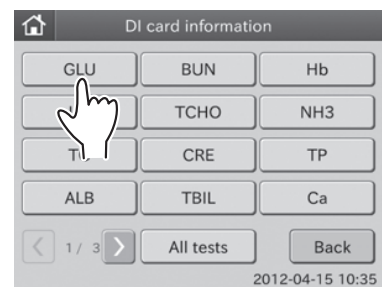 DI card information
GLU BUN Hb
TCHO NH3
CRE TP
ALB TBIL Ca
1 / 3 All tests Back
2012-04-15 10:35